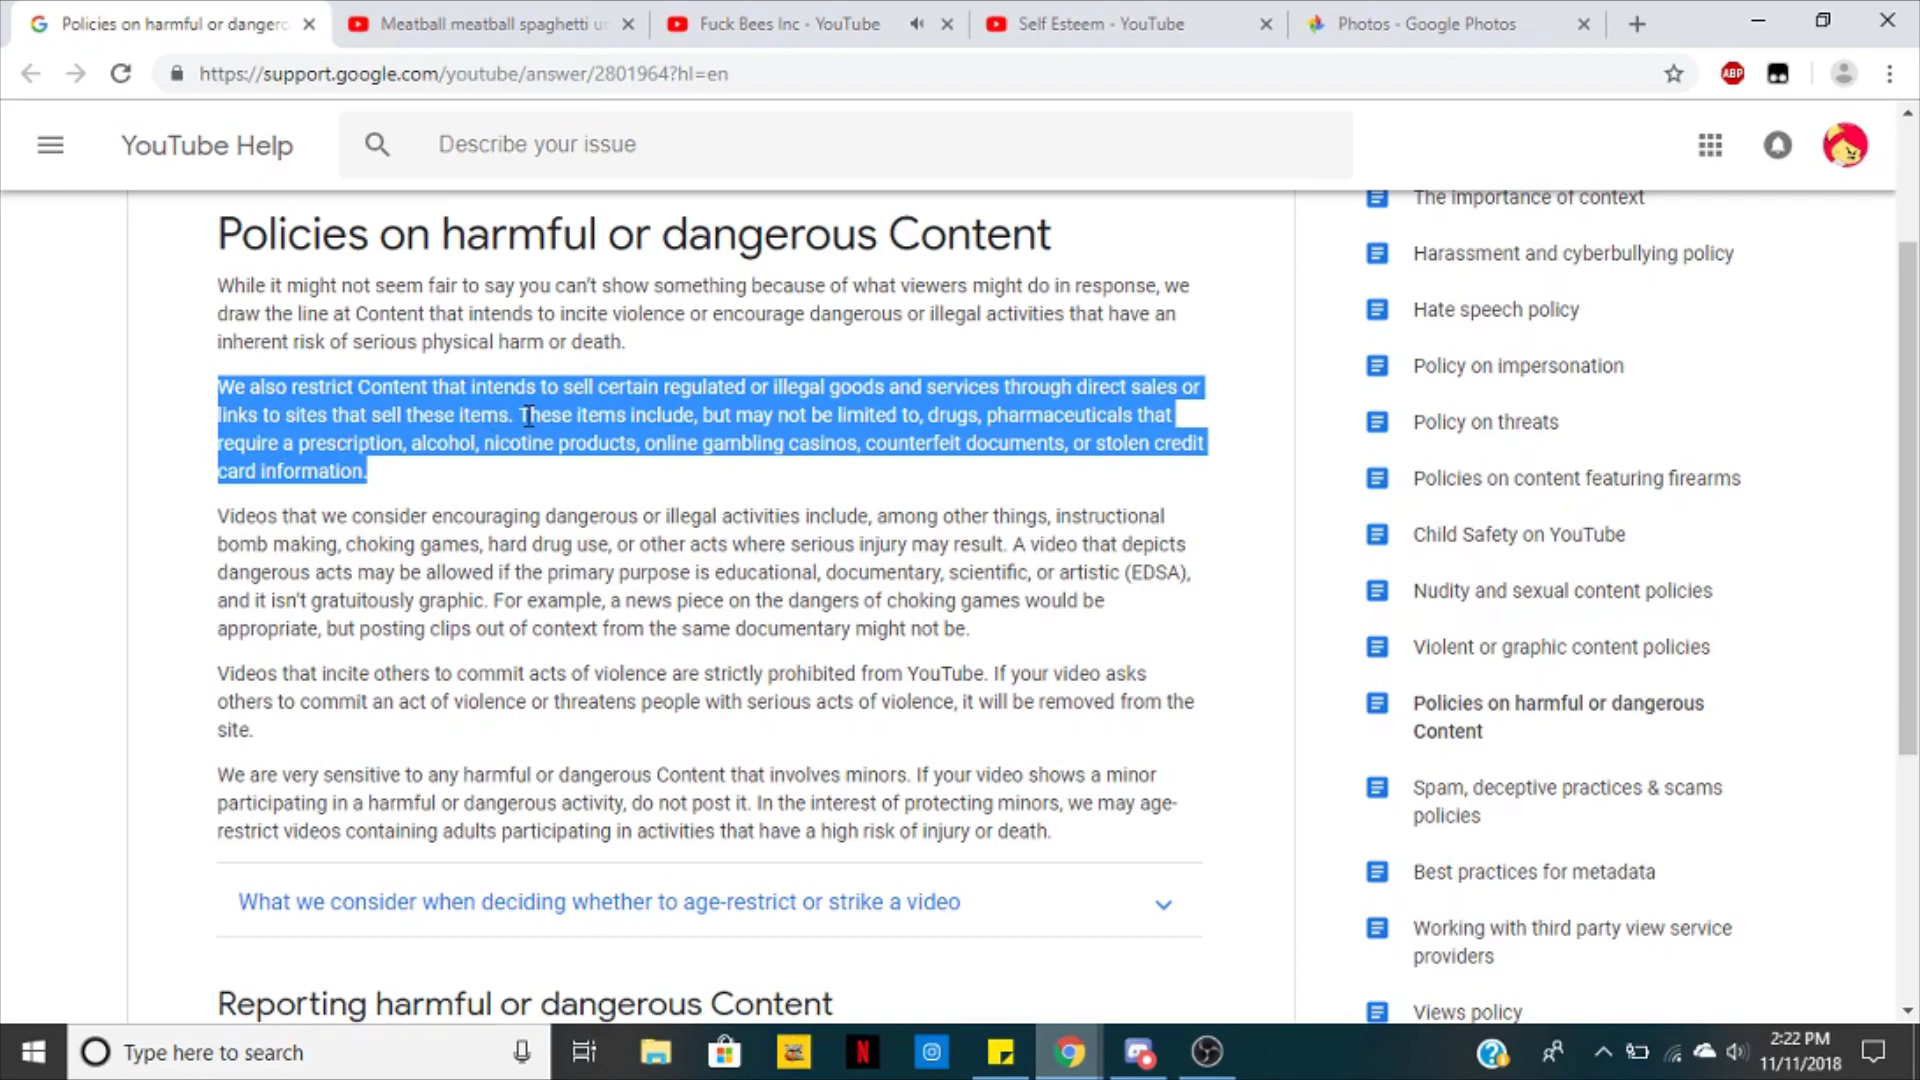 Policies on harmful or dangero
Meatball meatball spaghetti u
Fuck Bees Inc - YouTube
Self Esteem - YouTube
Photos - Google Photos
https://support.google.com/youtube/answer/2801964?hl=en
ABP
YouTube Help
Describe your issue
Policies on harmful or dangerous Content
While it might not seem fair to say you can't show something because of what viewers might do in response, we
draw the line at Content that intends to incite violence or encourage dangerous or illegal activities that have an
inherent risk of serious physical harm or death.
We also restrict Content that intends to sell certain regulated or illegal goods and services through direct sales or
links to sites that sell these items. These items include, but may not be limited to, drugs, pharmaceuticals that
require a prescription, alcohol, nicotine products, online gambling casinos, counterfeit documents, or stolen credit
card information.
Videos that we consider encouraging dangerous or illegal activities include, among other things, instructional
bomb making, choking games, hard drug use, or other acts where serious injury may result. A video that depicts
dangerous acts may be allowed if the primary purpose is educational, documentary, scientific, or artistic (EDSA),
and it isn't gratuitously graphic. For example, a news piece on the dangers of choking games would be
appropriate, but posting clips out of context from the same documentary might not be.
Videos that incite others to commit acts of violence are strictly prohibited from YouTube. If your video asks
others to commit an act of violence or threatens people with serious acts of violence, it will be removed from the
site.
We are very sensitive to any harmful or dangerous Content that involves minors. If your video shows a minor
participating in a harmful or dangerous activity, do not post it. In the interest of protecting minors, we may age-
restrict videos containing adults participating in activities that have a high risk of injury or death.
What we consider when deciding whether to age-restrict or strike a video
Reporting harmful or dangerous Content
The importance of context
Harassment and cyberbullying policy
Hate speech policy
Policy on impersonation
Policy on threats
Policies on content featuring firearms
Child Safety on YouTube
Nudity and sexual content policies
Violent or graphic content policies
Policies on harmful or dangerous
Content
Spam, deceptive practices & scams
policies
Best practices for metadata
Working with third party view service
providers
Views policy
Type here to search
N
2:22 PM
11/11/2018